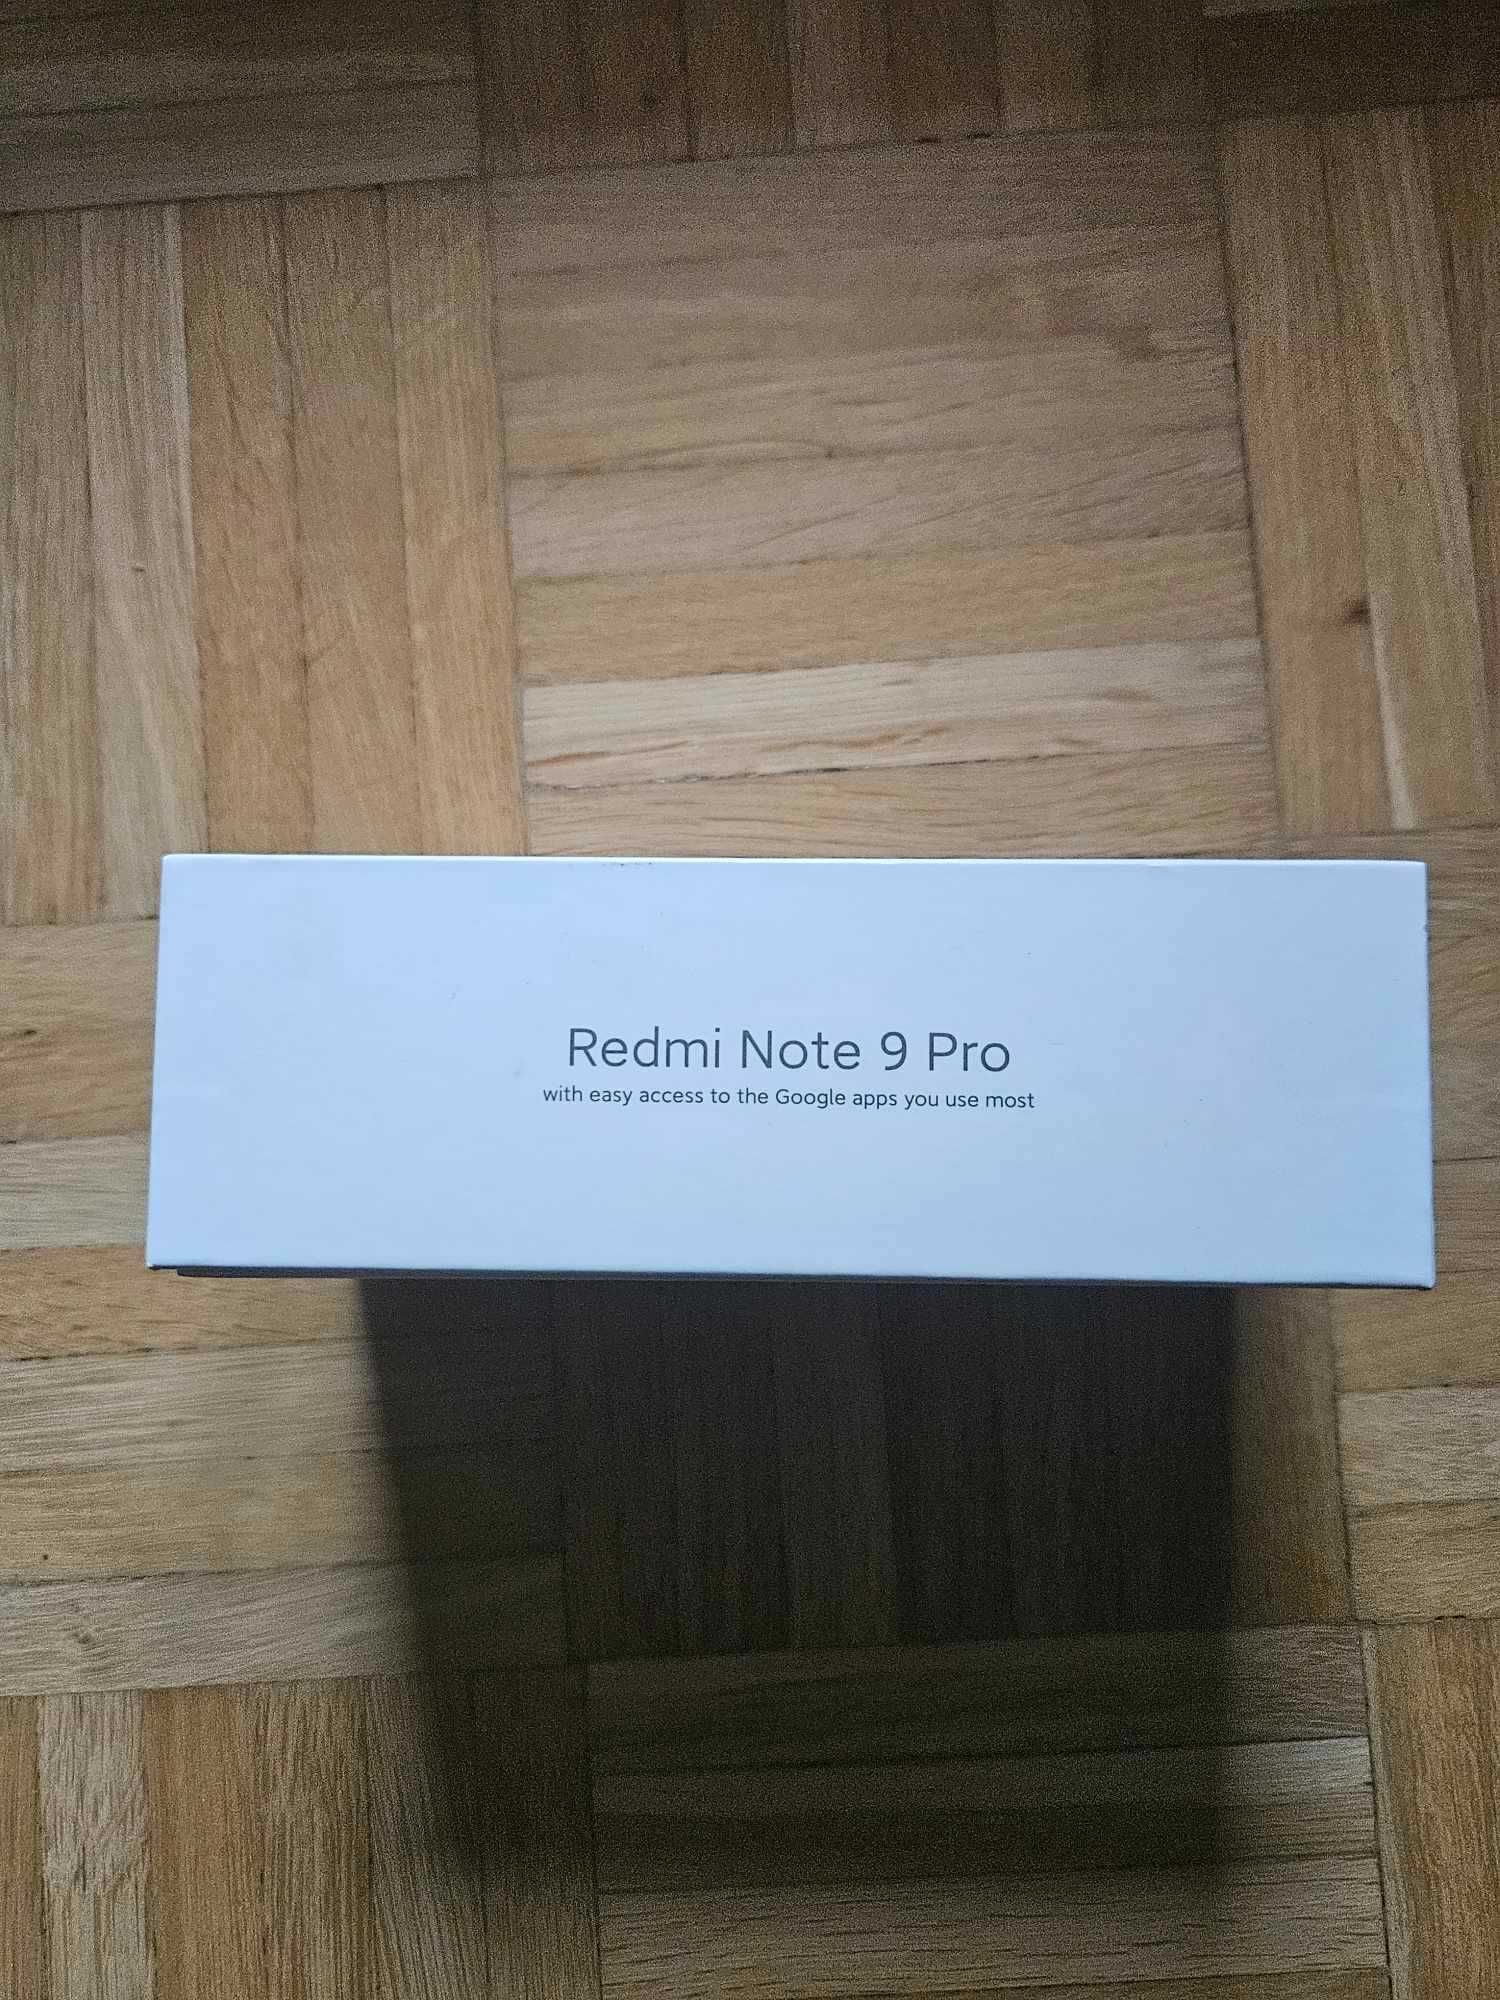 Redmi Note 9 Pro
with easy access to the Google apps you use most